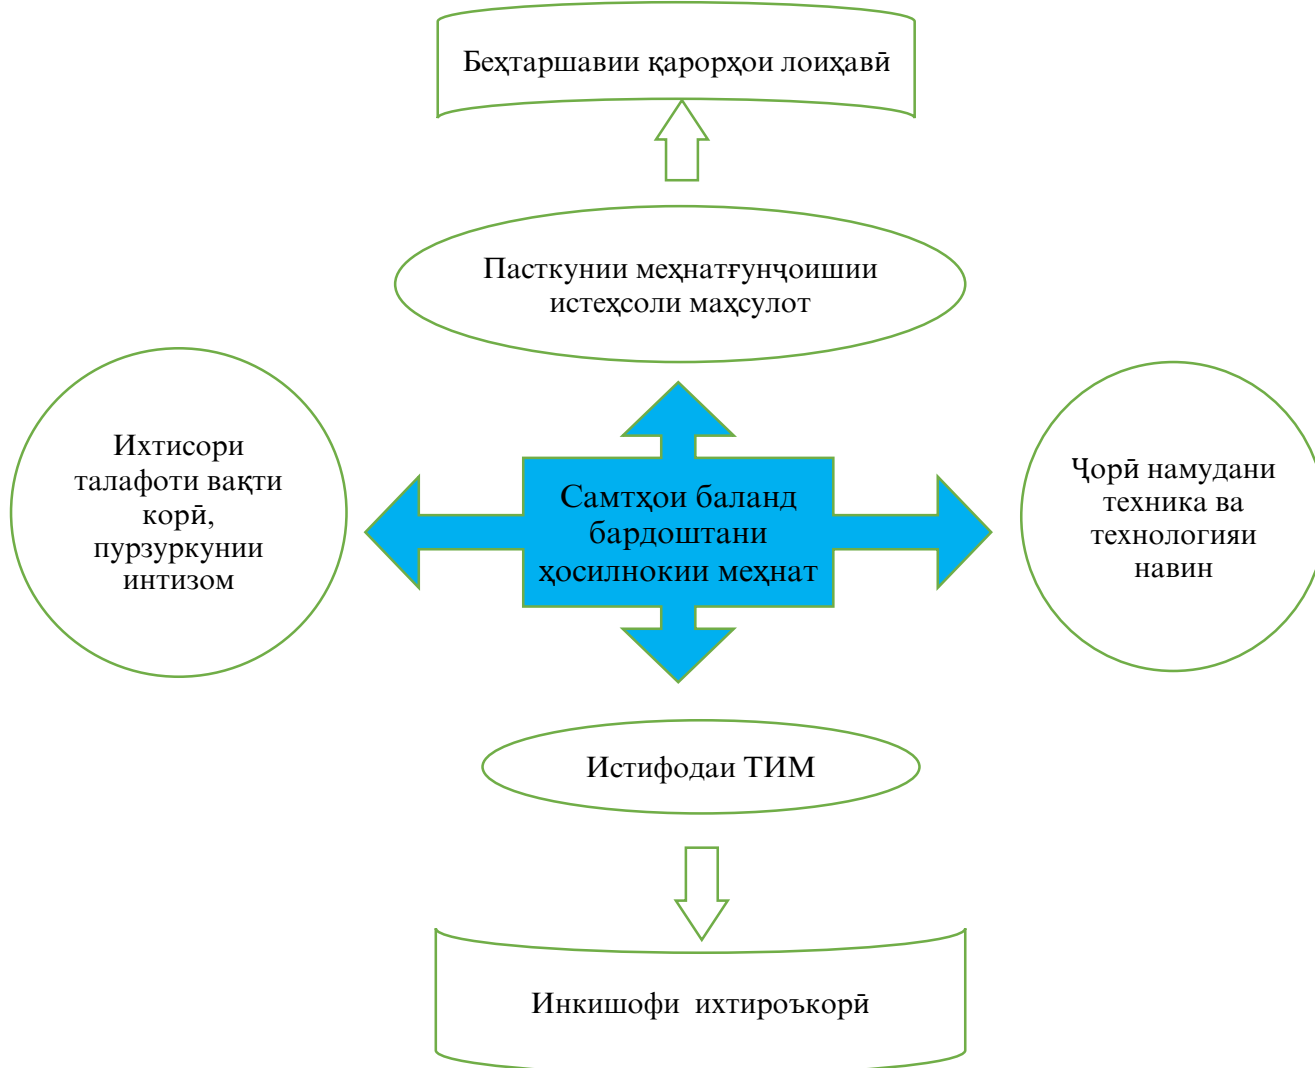 Беҳтаршавии қарорҳои лоиҳавӣ
Пасткунии меҳнатғунҷоишии
истеҳсоли маҳсулот
Ихтисори
талафоти вақти
корӣ,
пурзуркунии
интизом
Самтҳои баланд
бардоштани
ҳосилнокии меҳнат
Ҷорӣ намудани
техника ва
технологияи
навин
Истифодаи ТИМ
Инкишофи ихтироъкорӣ